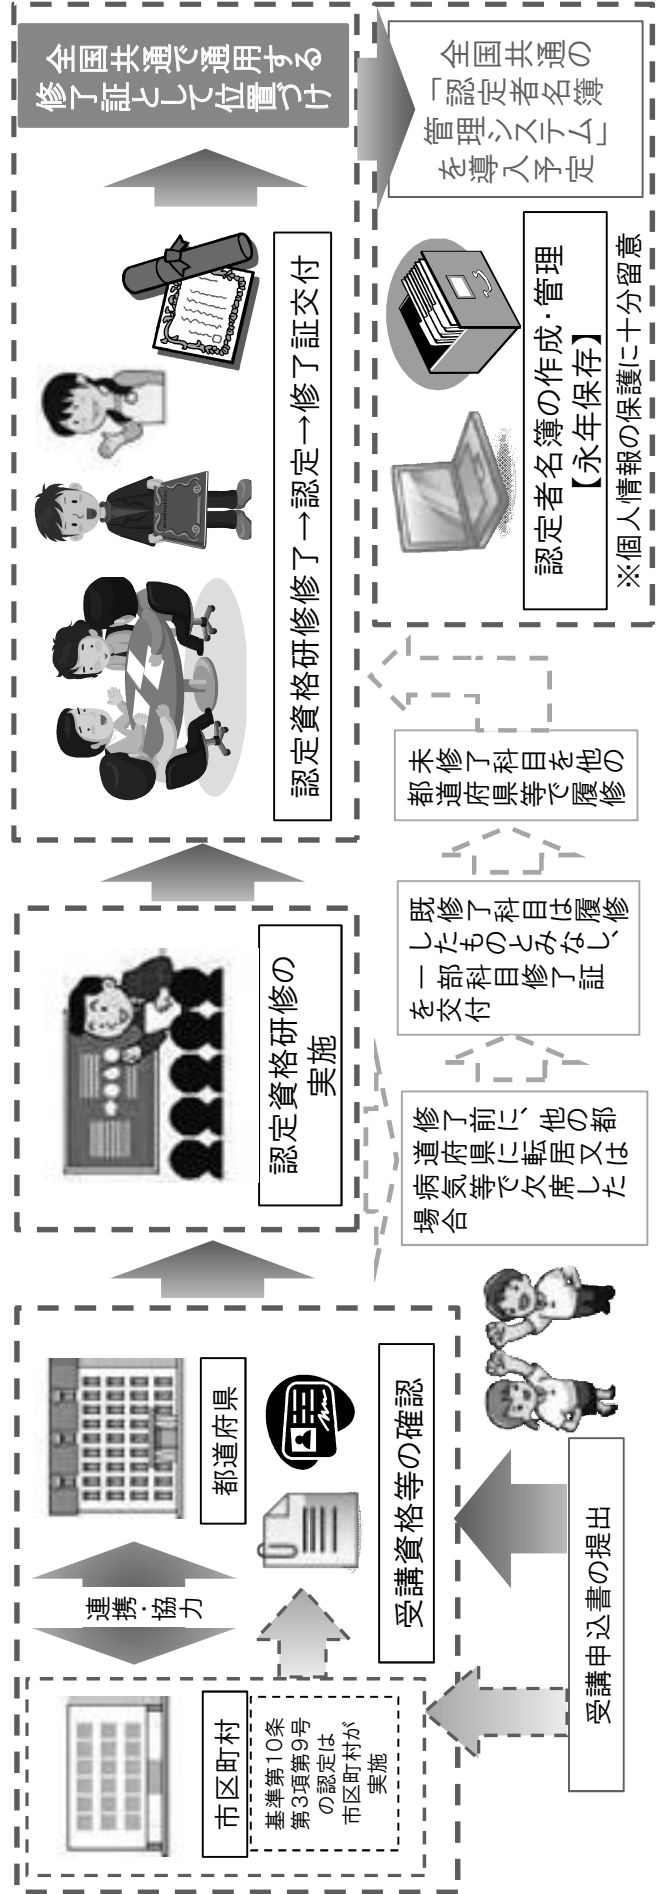 市区町村
基準第10条
第3項第9号
の認定は
市区町村が
実施
連携・協力
都道府県
受講資格等の確認
受講申込書の提出
認定資格研修の
実施
修了前に、他の都
道府県に転居又は
病気等で欠席した
場合
既修了科目は履修
したものとみなし、
一部科目修了証
を交付
未修了科目を他の
都道府県等で履修
認定資格研修修了→認定→修了証交付
全国共通で通用する
修了証として位置づけ
全国共通の
「認定者名簿
管理システム」
を導入予定
認定者名簿の作成・管理
【永年保存】
※個人情報の保護に十分留意